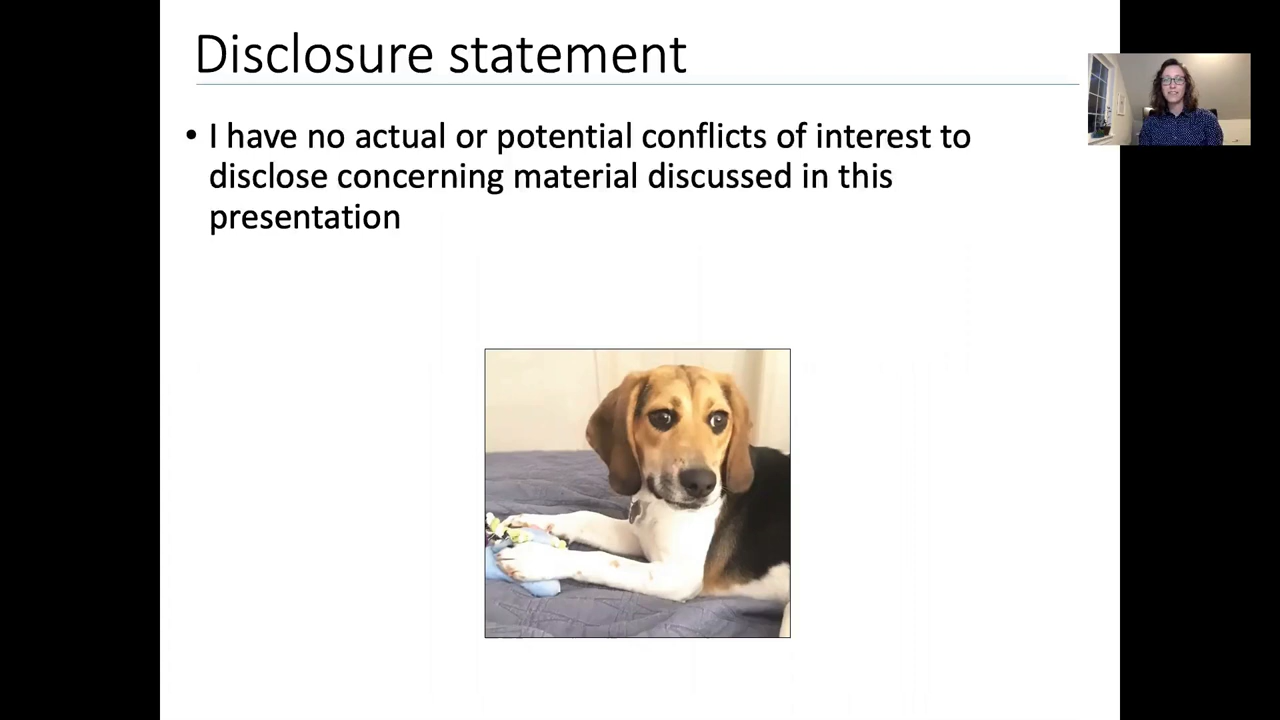 Disclosure statement
• I have no actual or potential conflicts of interest to
disclose concerning material discussed in this
presentation